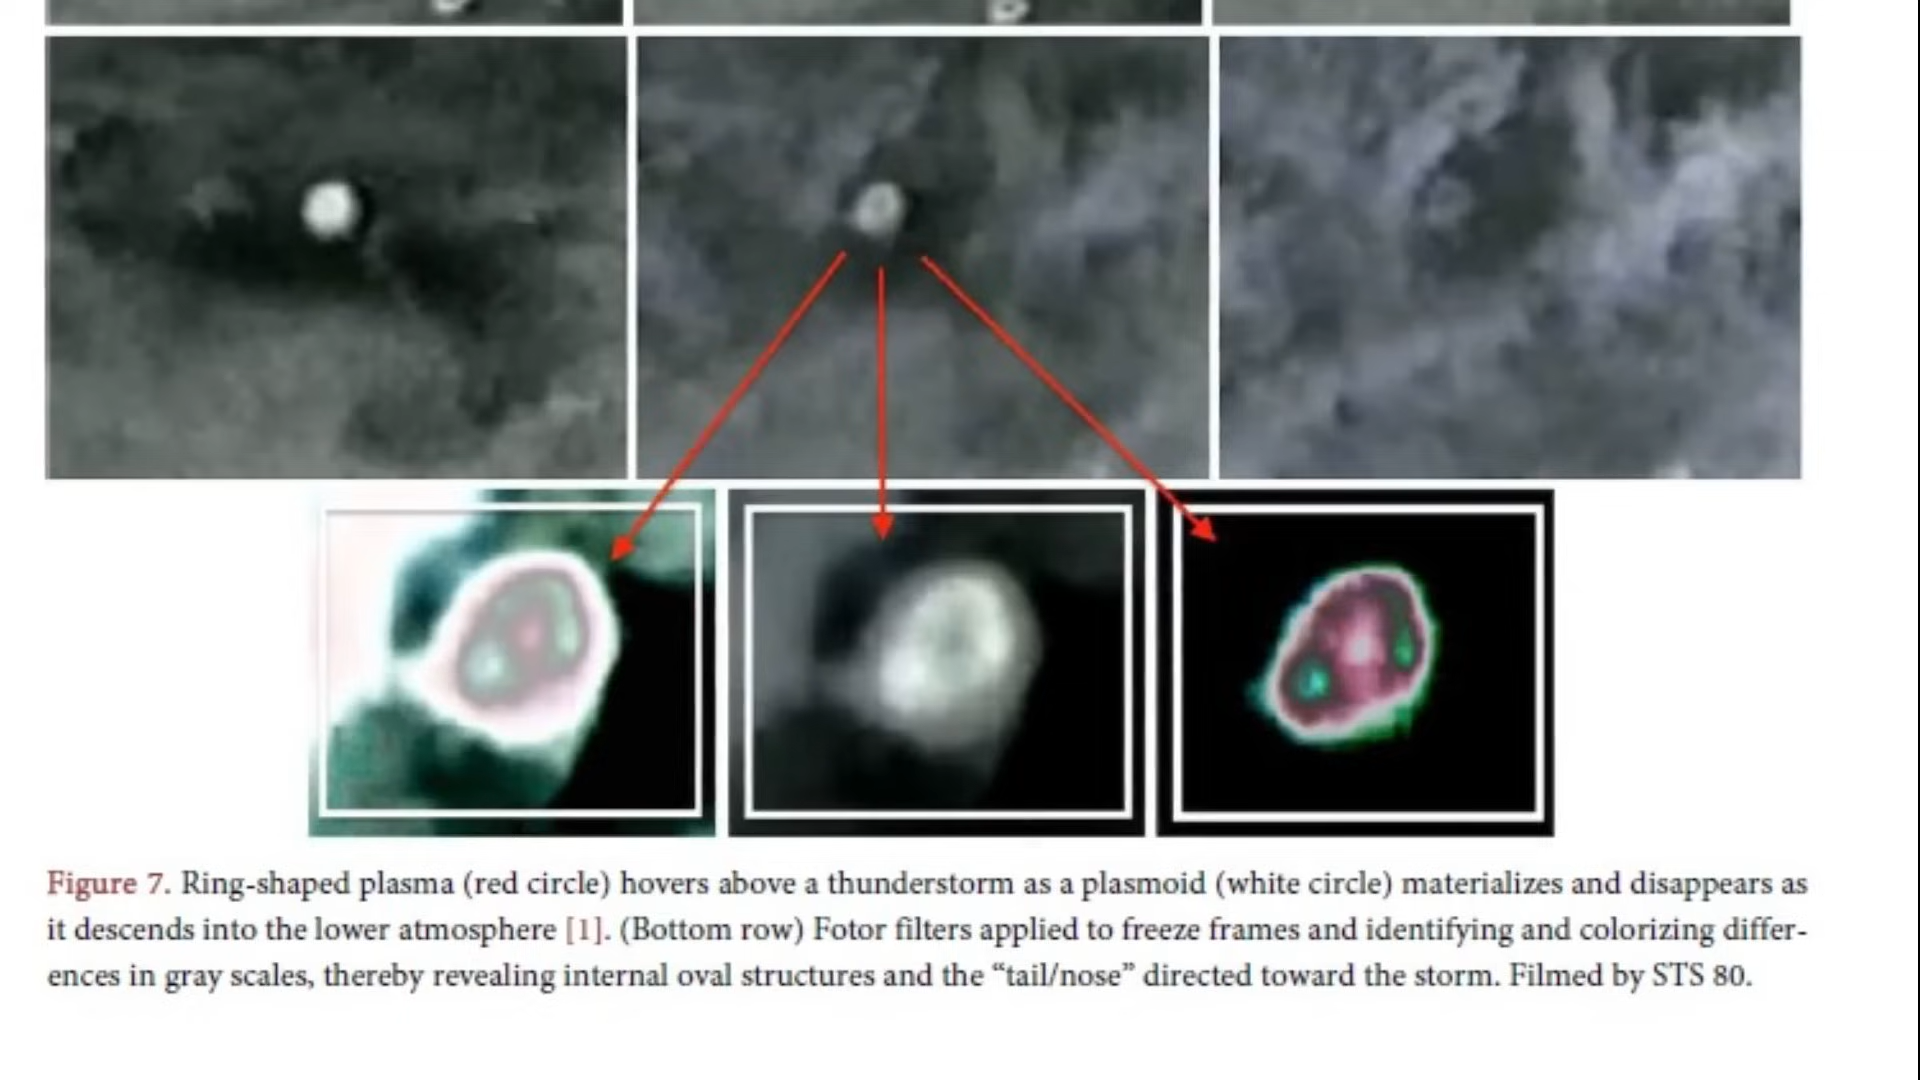 Figure 7. Ring-shaped plasma (red circle) hovers above a thunderstorm as a plasmoid (white circle) materializes and disappears as
it descends into the lower atmosphere [1]. (Bottom row) Fotor filters applied to freeze frames and identifying and colorizing differ-
ences in gray scales, thereby revealing internal oval structures and the “tail/nose” directed toward the storm. Filmed by STS 80.